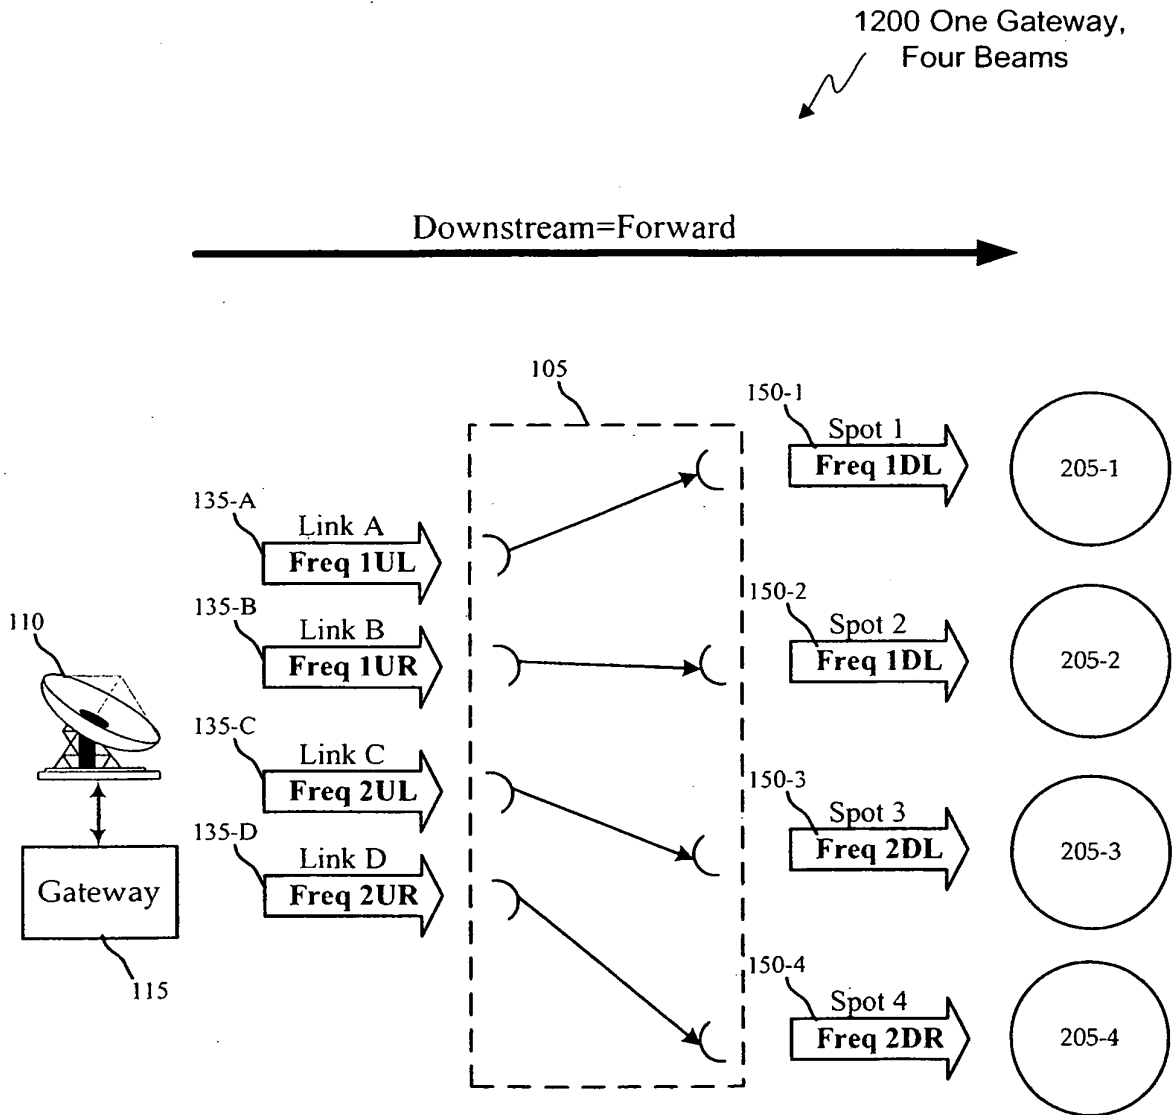 1200 One Gateway,
Four Beams
Downstream=Forward
105
150-1
Spot 1
Freq 1DL
205-1
135-A
Link A
Freq 1UL
135-B
Link B
Freq 1UR
150-2
Spot 2
Freq 1DL
205-2
110
135-C
Link C
Freq 2UL
150-3
Spot 3
Freq 2DL
205-3
135-D
Link D
Freq 2UR
Gateway
115
150-4
Spot 4
Freq 2DR
205-4